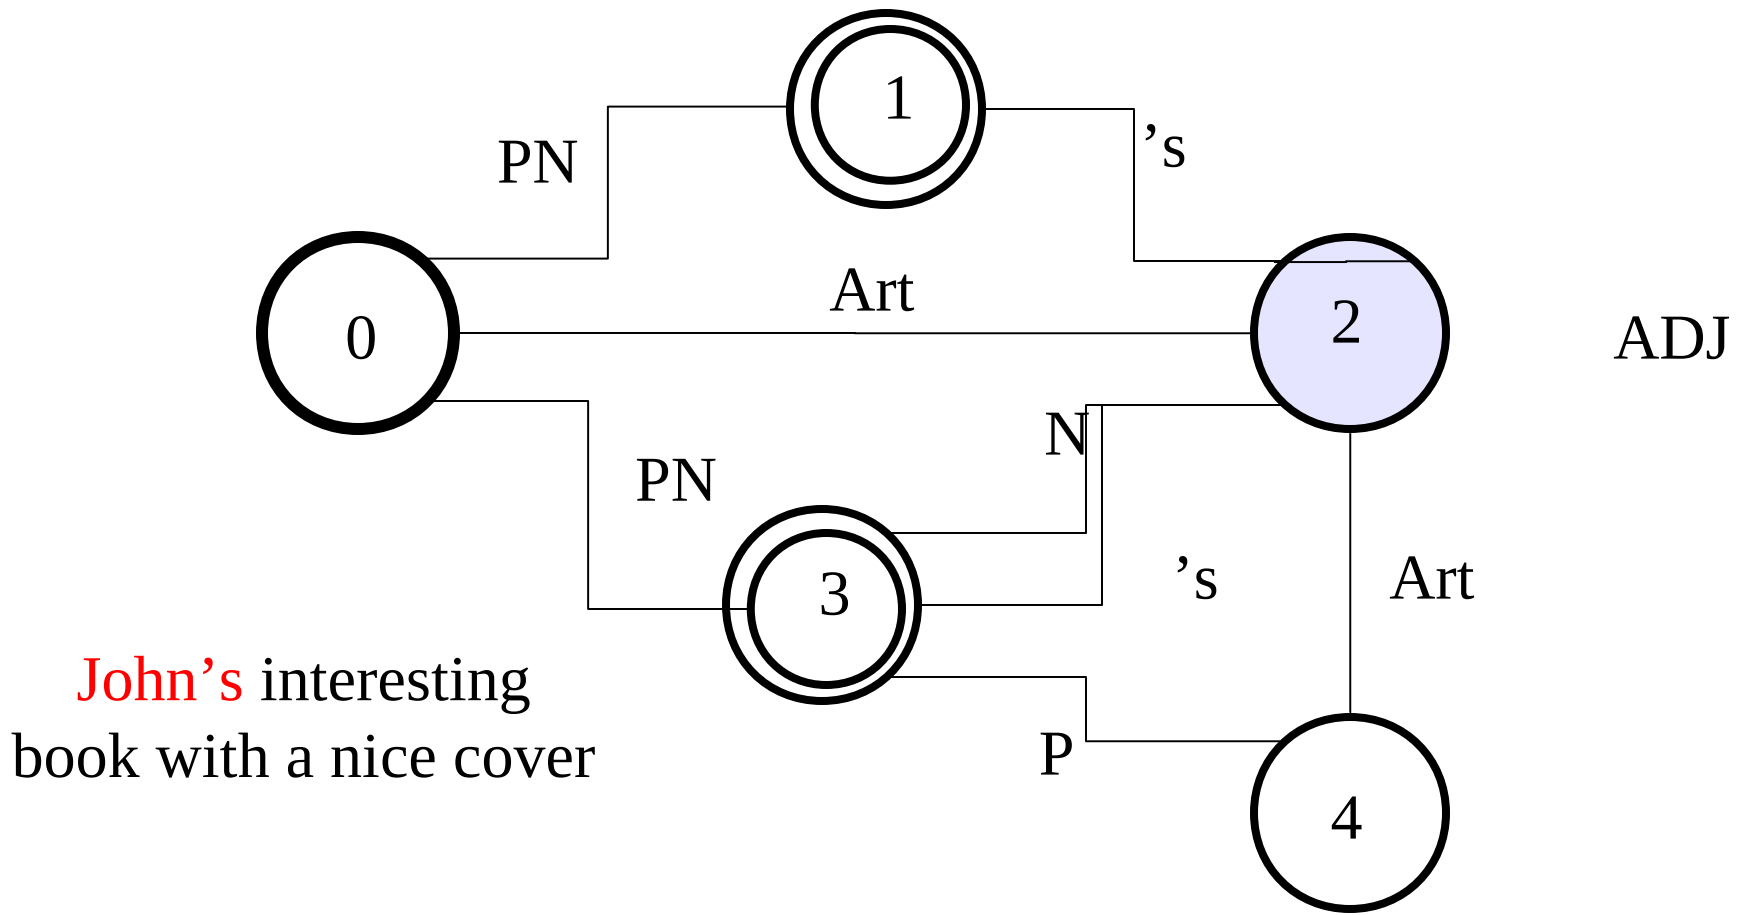 1
PN
’s
Art
0
2
ADJ
N
PN
’s
Art
3
John’s interesting
book with a nice cover
P
4